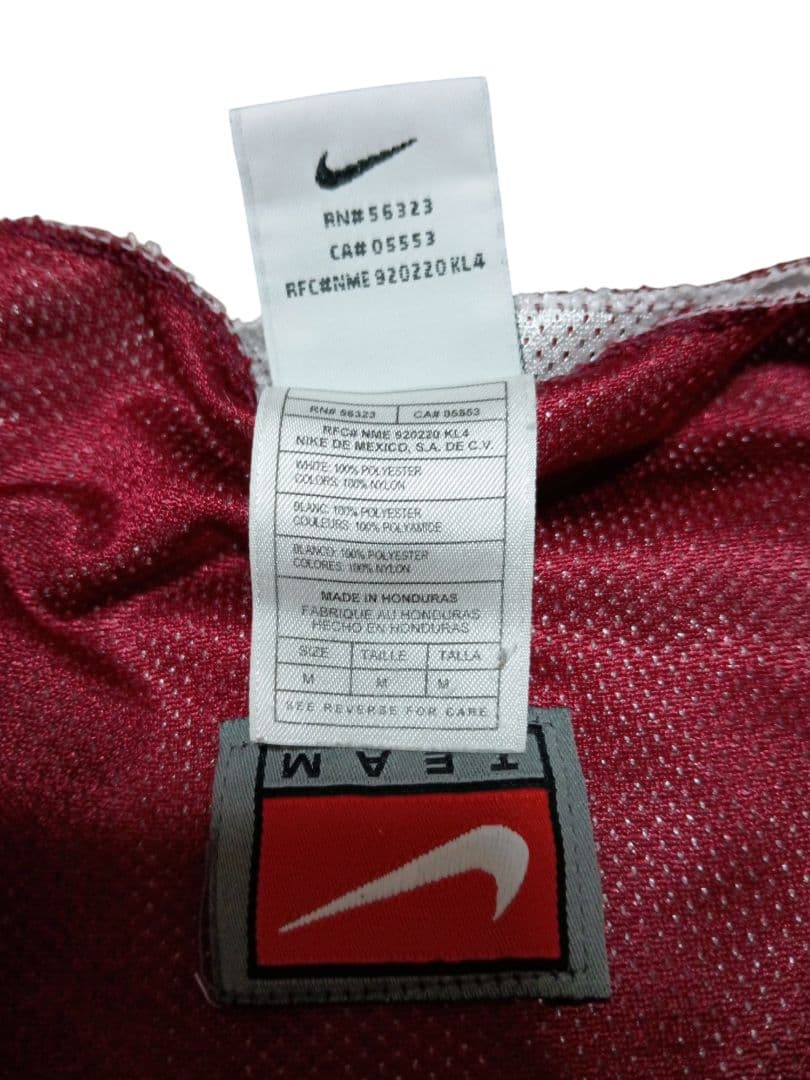 RN# 56323
CA# 05553
RFC#NME 920220 KL4
RN# 56323 CA# 05553
RFC# NME 920220 KL4
NIKE DE MEXICO, S.A. DE C.V.
WHITE: 100% POLYESTER
COLORS: 100% NYLON
BLANC: 100% POLYESTER
COULEURS: 100% POLYAMIDE
BLANCO: 100% POLYESTER
COLORES: 100% NYLON
MADE IN HONDURAS
FABRIQUE AU HONDURAS
HECHO EN HONDURAS
SIZE TAILLE TALLA
M M M
SEE REVERSE FOR CARE
TEAM